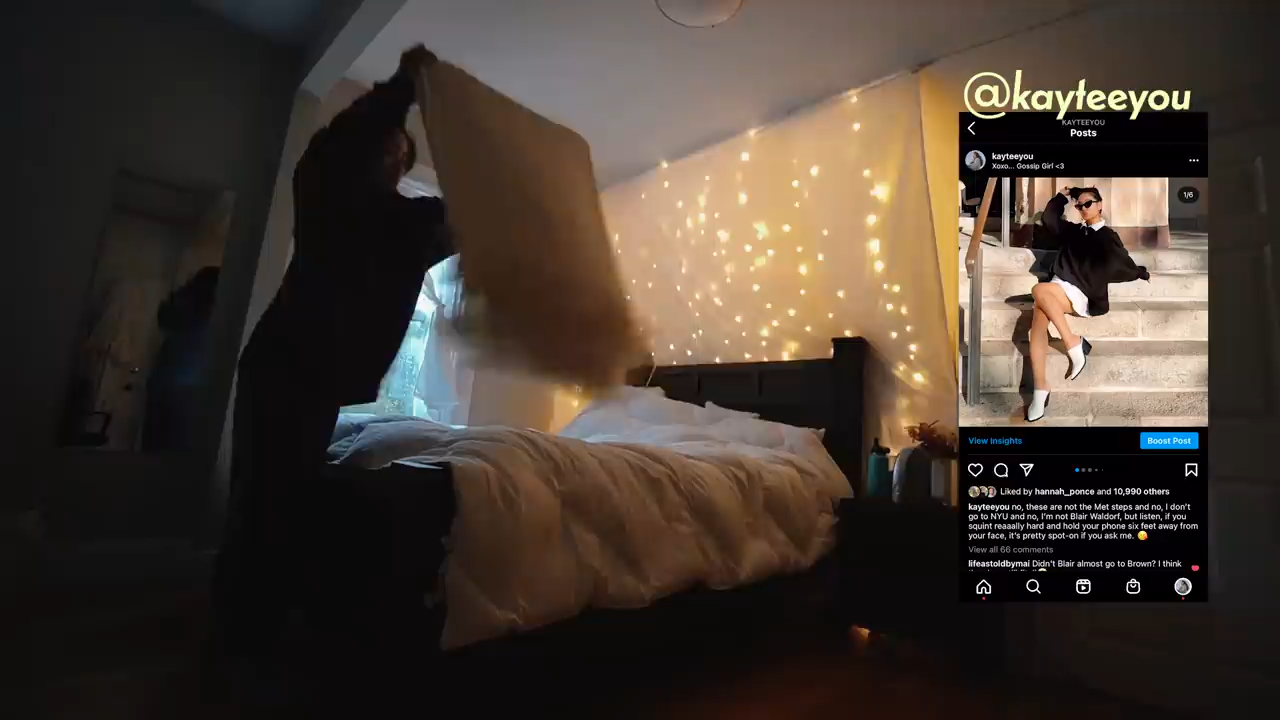 @kayteeyou
KAYTEEYOU
Posts
kayteeyou
Xoxo... Gossip Girl <3
1/6
View Insights
Boost Post
Liked by hannah_ponce and 10,990 others
kayteeyou no, these are not the Met steps and no, I don't
go to NYU and no, I'm not Blair Waldorf, but listen, if you
squint reaaally hard and hold your phone six feet away from
your face, it's pretty spot-on if you ask me. 😏
View all 66 comments
lifeastoldbymai Didn't Blair almost go to Brown? I think